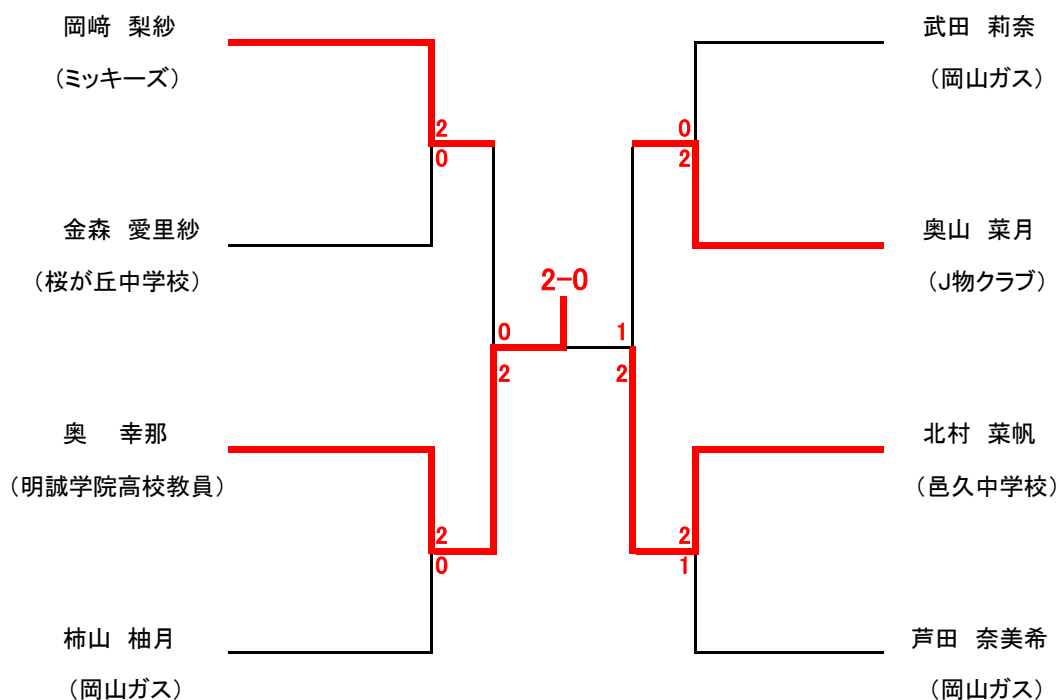 岡﨑 梨紗
（ミッキーズ）
2
0
金森 愛里紗
（桜が丘中学校）
奥 幸那
（明誠学院高校教員）
2
0
柿山 柚月
（岡山ガス）
0
2
2-0
1
2
武田 莉奈
（岡山ガス）
0
2
奥山 菜月
（J物クラブ）
北村 菜帆
（邑久中学校）
2
1
芦田 奈美希
（岡山ガス）